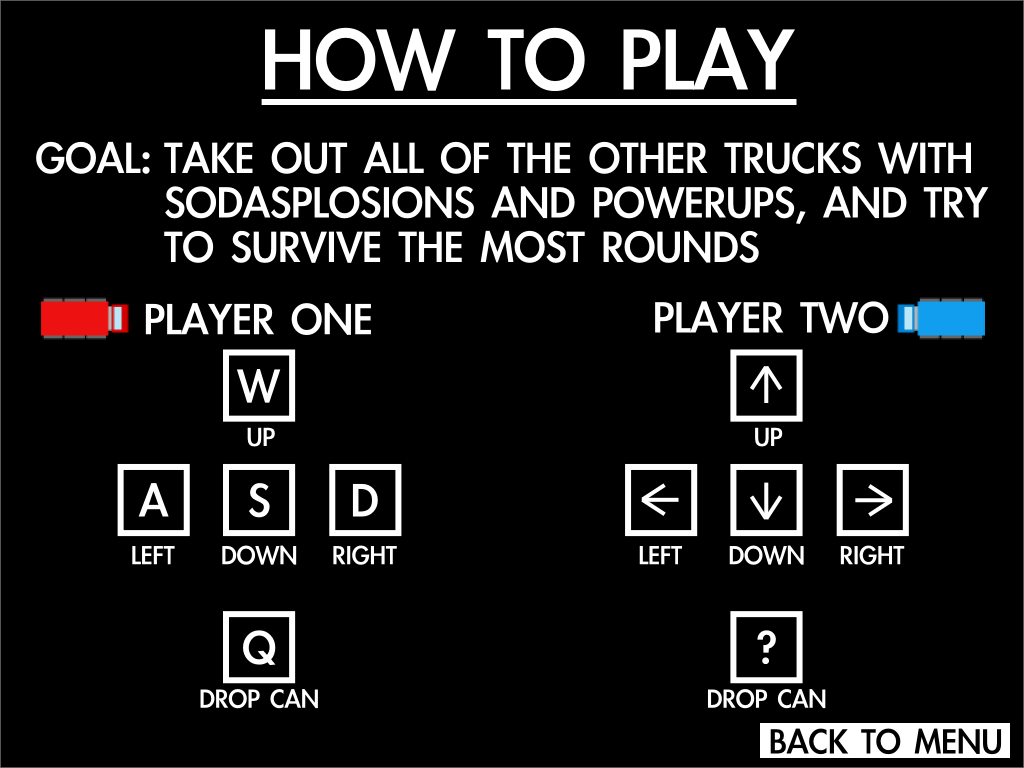 HOW TO PLAY
GOAL: TAKE OUT ALL OF THE OTHER TRUCKS WITH
SODASPLOSIONS AND POWERUPS, AND TRY
TO SURVIVE THE MOST ROUNDS
PLAYER ONE
W
UP
A S D
LEFT DOWN RIGHT
Q
DROP CAN
PLAYER TWO
↑
UP
← ↓ →
LEFT DOWN RIGHT
?
DROP CAN
BACK TO MENU